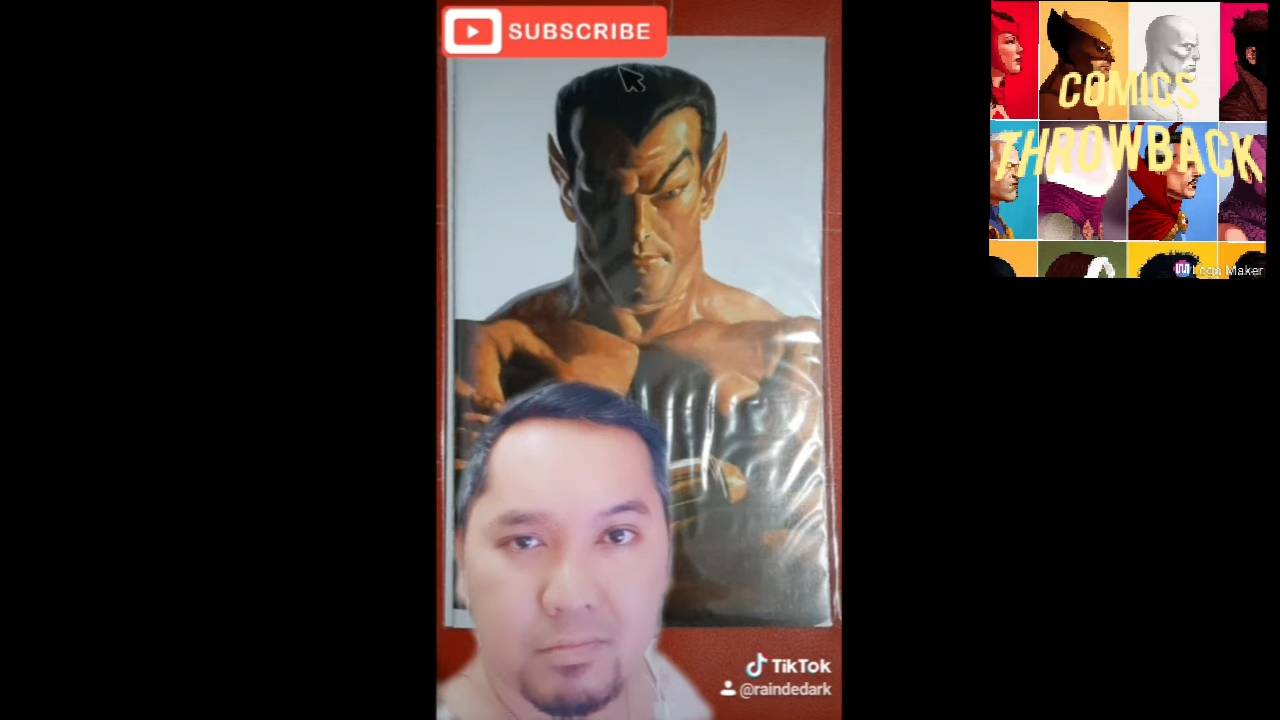 SUBSCRIBE
COMICS
THROWBACK
Logo Maker
TikTok
@raindedark